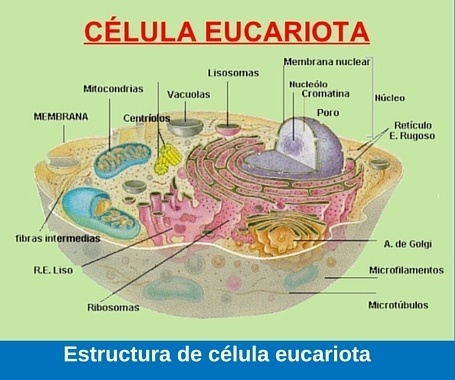 CÉLULA EUCARIOTA
Membrana nuclear
Lisosomas
Mitocondrias
Nucleólo
Vacuolas
Cromatina
Núcleo
MEMBRANA
Centríolos
Poro
Retículo
E. Rugoso
fibras intermedias
A. de Golgi
R.E. Liso
Microfilamentos
Ribosomas
Microtúbulos
Estructura de célula eucariota